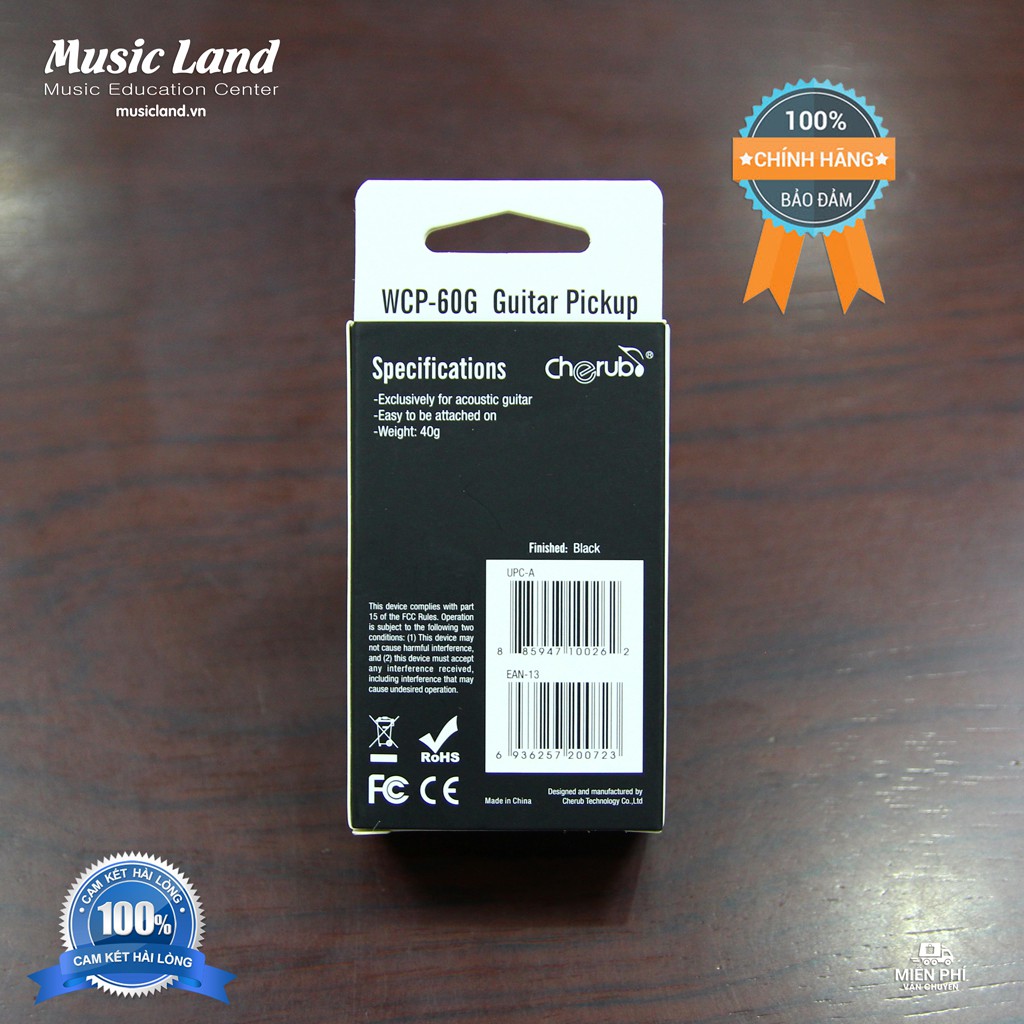 Music Land
Music Education Center
musicland.vn
100%
CHÍNH HÃNG
BẢO ĐẢM
WCP-60G Guitar Pickup
Specifications
cherub®
-Exclusively for acoustic guitar
-Easy to be attached on
-Weight: 40g
Finished: Black
UPC-A
8 85947 10026 2
EAN-13
6 936257 200723
This device complies with part
15 of the FCC Rules. Operation
is subject to the following two
conditions: (1) This device may
not cause harmful interference,
and (2) this device must accept
any interference received,
including interference that may
cause undesired operation.
RoHS
FC CE
Made in China
Designed and manufactured by
Cherub Technology Co.,Ltd
CAM KẾT HÀI LÒNG
100%
CAM KẾT HÀI LÒNG
MIỄN PHÍ
VẬN CHUYỂN